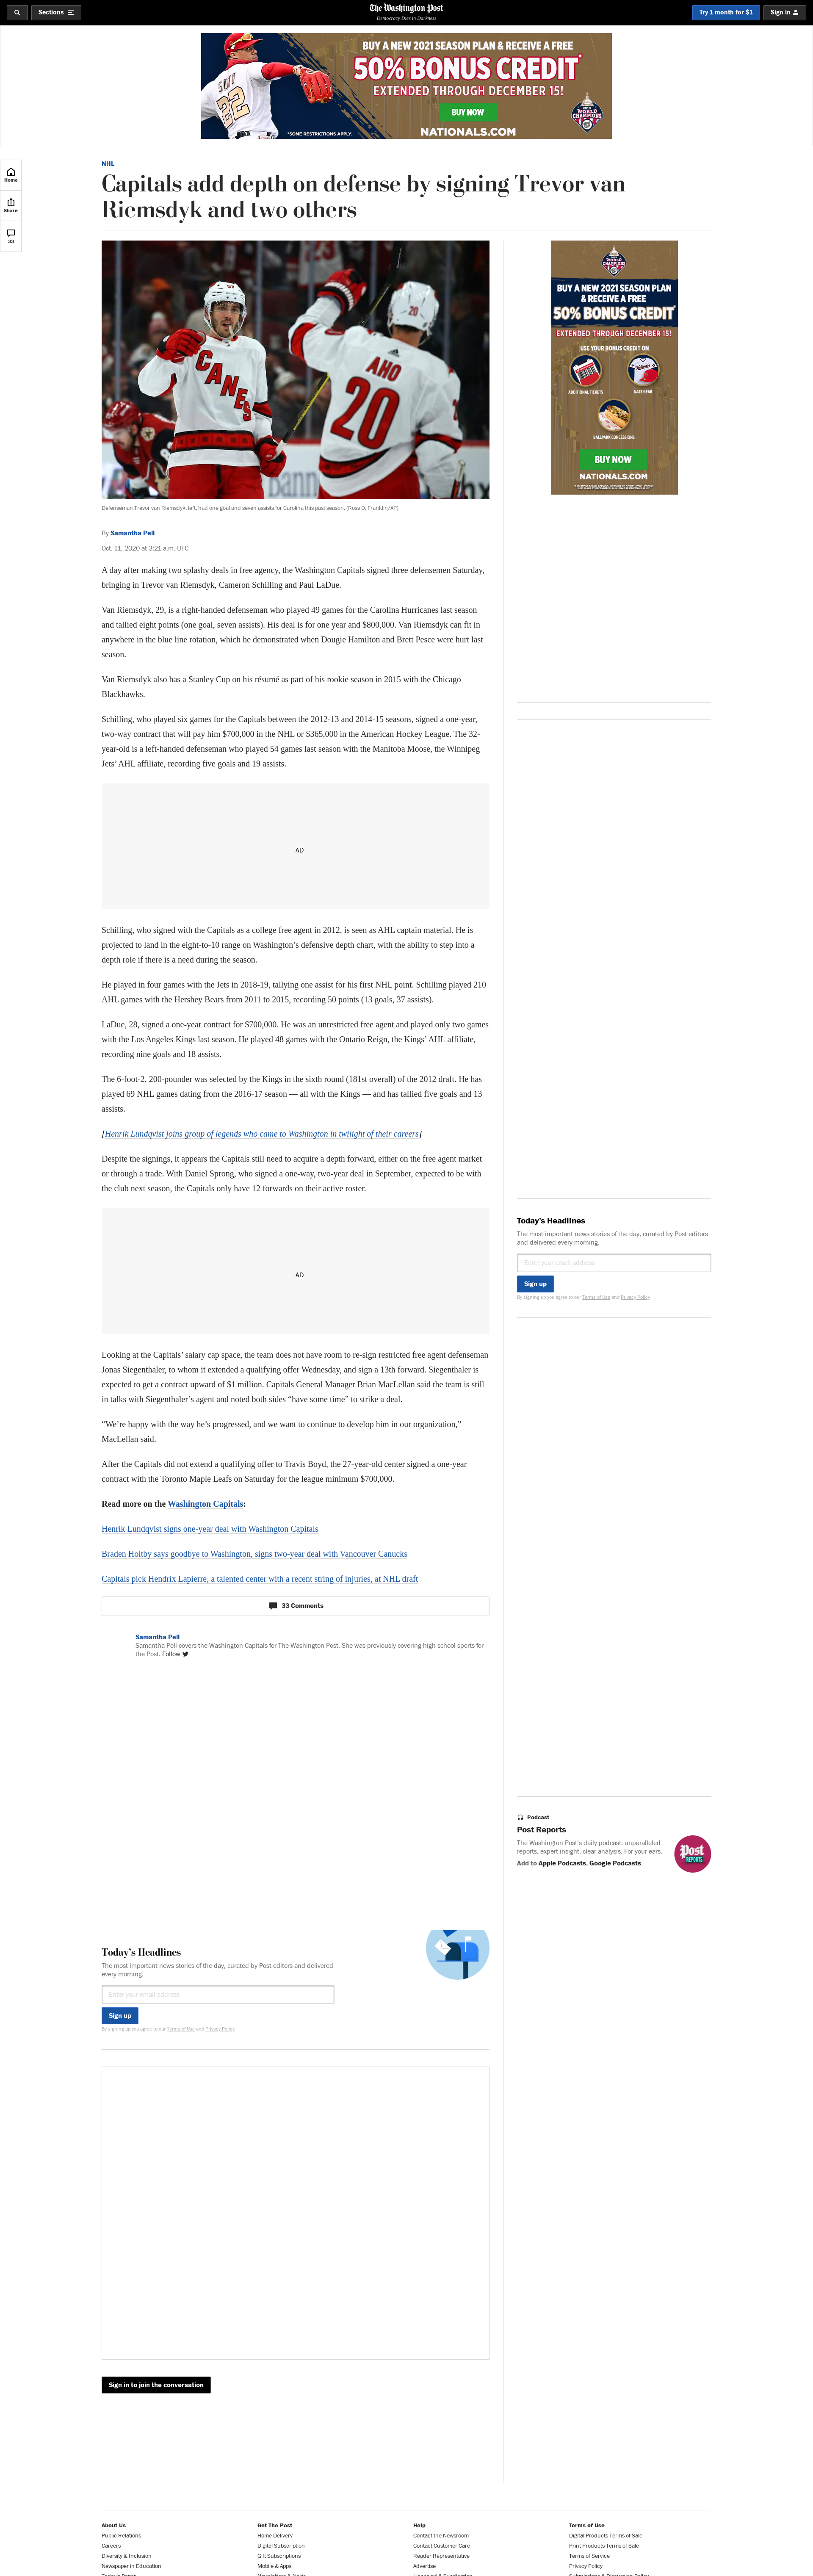 Sections
The Washington Post
Democracy Dies in Darkness
Try 1 month for $1
Sign in
BUY A NEW 2021 SEASON PLAN & RECEIVE A FREE
50% BONUS CREDIT*
EXTENDED THROUGH DECEMBER 15!
BUY NOW
*SOME RESTRICTIONS APPLY.
NATIONALS.COM
Home
Share
33
NHL
Capitals add depth on defense by signing Trevor van
Riemsdyk and two others
CANES
AHO
20
20
Defenseman Trevor van Riemsdyk, left, had one goal and seven assists for Carolina this past season. (Ross D. Franklin/AP)
By Samantha Pell
Oct. 11, 2020 at 3:21 a.m. UTC
A day after making two splashy deals in free agency, the Washington Capitals signed three defensemen Saturday,
bringing in Trevor van Riemsdyk, Cameron Schilling and Paul LaDue.
Van Riemsdyk, 29, is a right-handed defenseman who played 49 games for the Carolina Hurricanes last season
and tallied eight points (one goal, seven assists). His deal is for one year and $800,000. Van Riemsdyk can fit in
anywhere in the blue line rotation, which he demonstrated when Dougie Hamilton and Brett Pesce were hurt last
season.
Van Riemsdyk also has a Stanley Cup on his résumé as part of his rookie season in 2015 with the Chicago
Blackhawks.
Schilling, who played six games for the Capitals between the 2012-13 and 2014-15 seasons, signed a one-year,
two-way contract that will pay him $700,000 in the NHL or $365,000 in the American Hockey League. The 32-
year-old is a left-handed defenseman who played 54 games last season with the Manitoba Moose, the Winnipeg
Jets’ AHL affiliate, recording five goals and 19 assists.
AD
Schilling, who signed with the Capitals as a college free agent in 2012, is seen as AHL captain material. He is
projected to land in the eight-to-10 range on Washington’s defensive depth chart, with the ability to step into a
depth role if there is a need during the season.
He played in four games with the Jets in 2018-19, tallying one assist for his first NHL point. Schilling played 210
AHL games with the Hershey Bears from 2011 to 2015, recording 50 points (13 goals, 37 assists).
LaDue, 28, signed a one-year contract for $700,000. He was an unrestricted free agent and played only two games
with the Los Angeles Kings last season. He played 48 games with the Ontario Reign, the Kings’ AHL affiliate,
recording nine goals and 18 assists.
The 6-foot-2, 200-pounder was selected by the Kings in the sixth round (181st overall) of the 2012 draft. He has
played 69 NHL games dating from the 2016-17 season — all with the Kings — and has tallied five goals and 13
assists.
[Henrik Lundqvist joins group of legends who came to Washington in twilight of their careers]
Despite the signings, it appears the Capitals still need to acquire a depth forward, either on the free agent market
or through a trade. With Daniel Sprong, who signed a one-way, two-year deal in September, expected to be with
the club next season, the Capitals only have 12 forwards on their active roster.
AD
Looking at the Capitals’ salary cap space, the team does not have room to re-sign restricted free agent defenseman
Jonas Siegenthaler, to whom it extended a qualifying offer Wednesday, and sign a 13th forward. Siegenthaler is
expected to get a contract upward of $1 million. Capitals General Manager Brian MacLellan said the team is still
in talks with Siegenthaler’s agent and noted both sides “have some time” to strike a deal.
“We’re happy with the way he’s progressed, and we want to continue to develop him in our organization,”
MacLellan said.
After the Capitals did not extend a qualifying offer to Travis Boyd, the 27-year-old center signed a one-year
contract with the Toronto Maple Leafs on Saturday for the league minimum $700,000.
Read more on the Washington Capitals:
Henrik Lundqvist signs one-year deal with Washington Capitals
Braden Holtby says goodbye to Washington, signs two-year deal with Vancouver Canucks
Capitals pick Hendrix Lapierre, a talented center with a recent string of injuries, at NHL draft
33 Comments
Samantha Pell
Samantha Pell covers the Washington Capitals for The Washington Post. She was previously covering high school sports for
the Post. Follow
Today’s Headlines
The most important news stories of the day, curated by Post editors and delivered
every morning.
Enter your email address
Sign up
By signing up you agree to our Terms of Use and Privacy Policy
Sign in to join the conversation
WORLD
CHAMPIONS
BUY A NEW 2021 SEASON PLAN
& RECEIVE A FREE
50% BONUS CREDIT*
EXTENDED THROUGH DECEMBER 15!
USE YOUR BONUS CREDIT ON
ADDITIONAL TICKETS
NATS GEAR
BALLPARK CONCESSIONS
BUY NOW
NATIONALS.COM
Today’s Headlines
The most important news stories of the day, curated by Post editors
and delivered every morning.
Enter your email address
Sign up
By signing up you agree to our Terms of Use and Privacy Policy
Podcast
Post Reports
The Washington Post’s daily podcast: unparalleled
reports, expert insight, clear analysis. For your ears.
Add to Apple Podcasts, Google Podcasts
Post
REPORTS
About Us
Public Relations
Careers
Diversity & Inclusion
Newspaper in Education
Get The Post
Home Delivery
Digital Subscription
Gift Subscriptions
Mobile & Apps
Help
Contact the Newsroom
Contact Customer Care
Reader Representative
Advertise
Terms of Use
Digital Products Terms of Sale
Print Products Terms of Sale
Terms of Service
Privacy Policy